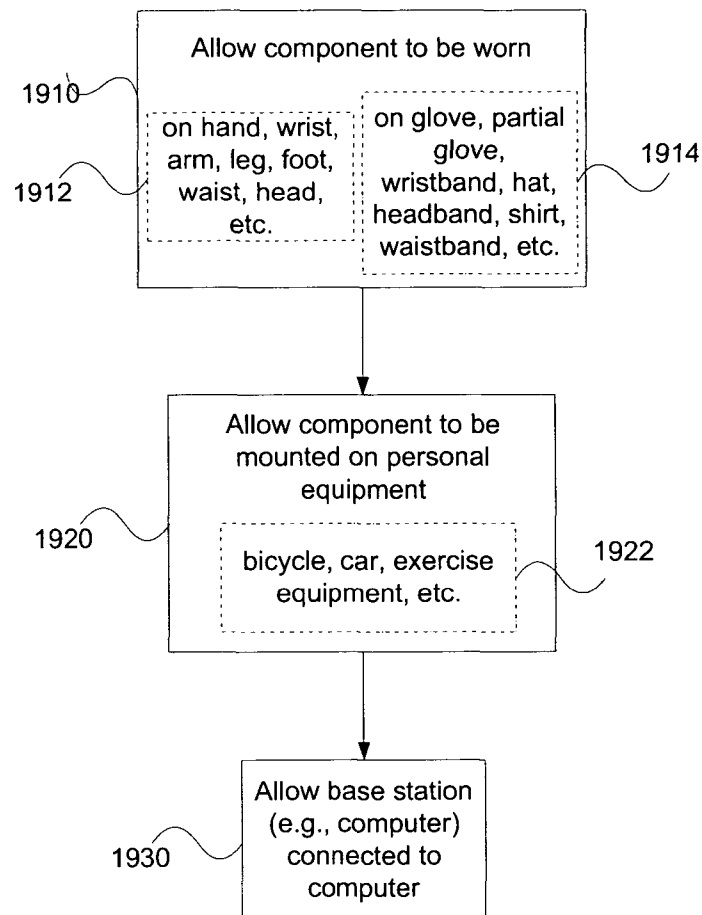 Allow component to be worn
1910
on hand, wrist,
arm, leg, foot,
waist, head,
etc.
1912
on glove, partial
glove,
wristband, hat,
headband, shirt,
waistband, etc.
1914
Allow component to be
mounted on personal
equipment
1920
bicycle, car, exercise
equipment, etc.
1922
Allow base station
(e.g., computer)
connected to
computer
1930